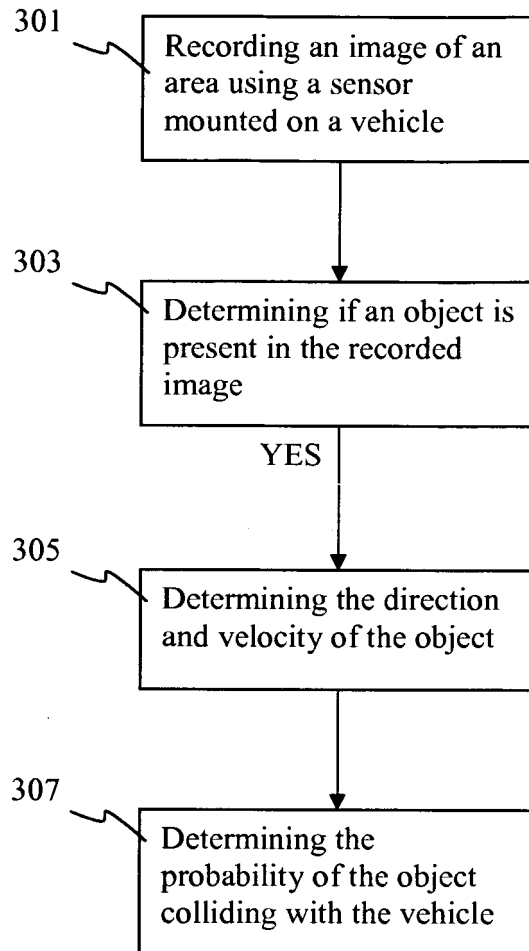 301
Recording an image of an
area using a sensor
mounted on a vehicle
303
Determining if an object is
present in the recorded
image
YES
305
Determining the direction
and velocity of the object
307
Determining the
probability of the object
colliding with the vehicle